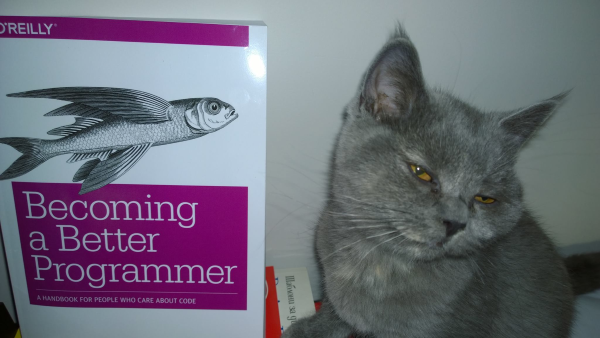 O'REILLY
Becoming
a Better
Programmer
A HANDBOOK FOR PEOPLE WHO CARE ABOUT CODE